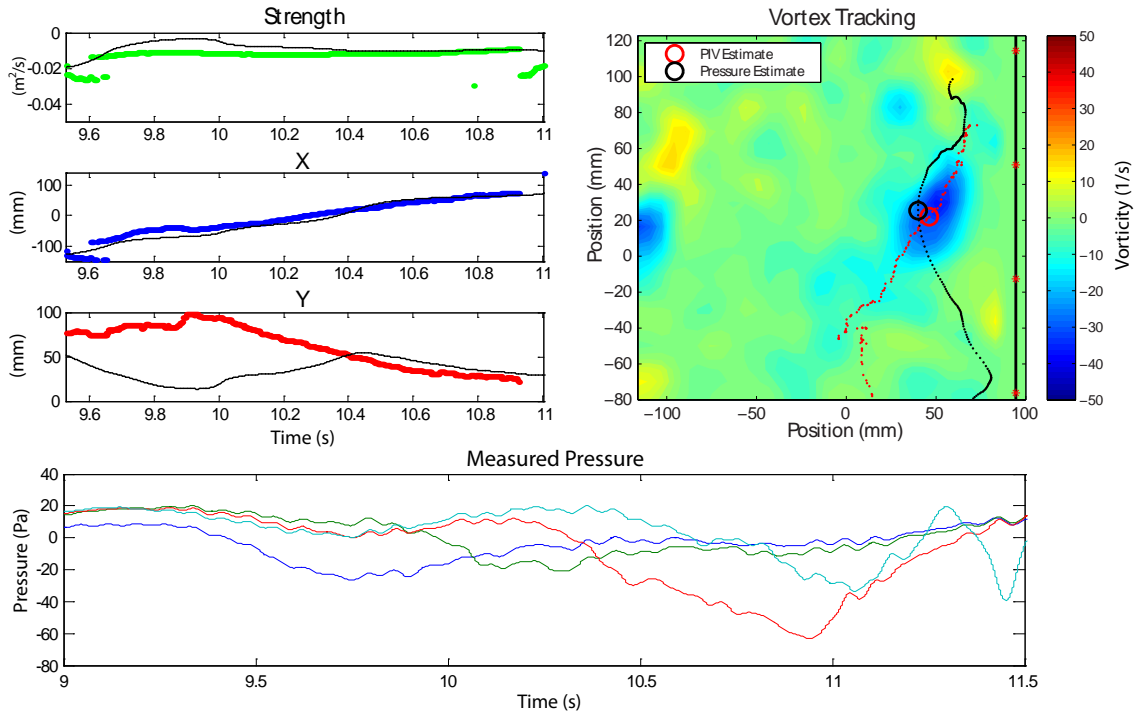 Strength
0
-0.02
-0.04
(m²/s)
9.6 9.8 10 10.2 10.4 10.6 10.8 11
X
100
0
-100
(mm)
9.6 9.8 10 10.2 10.4 10.6 10.8 11
Y
100
50
0
(mm)
9.6 9.8 10 10.2 10.4 10.6 10.8 11
Time (s)
Vortex Tracking
PIV Estimate
Pressure Estimate
120
100
80
60
40
20
0
−20
−40
−60
−80
Position (mm)
−100 −50 0 50 100
Position (mm)
50
40
30
20
10
0
−10
−20
−30
−40
−50
Vorticity (1/s)
Measured Pressure
40
20
0
-20
-40
-60
-80
Pressure (Pa)
9 9.5 10 10.5 11 11.5
Time (s)